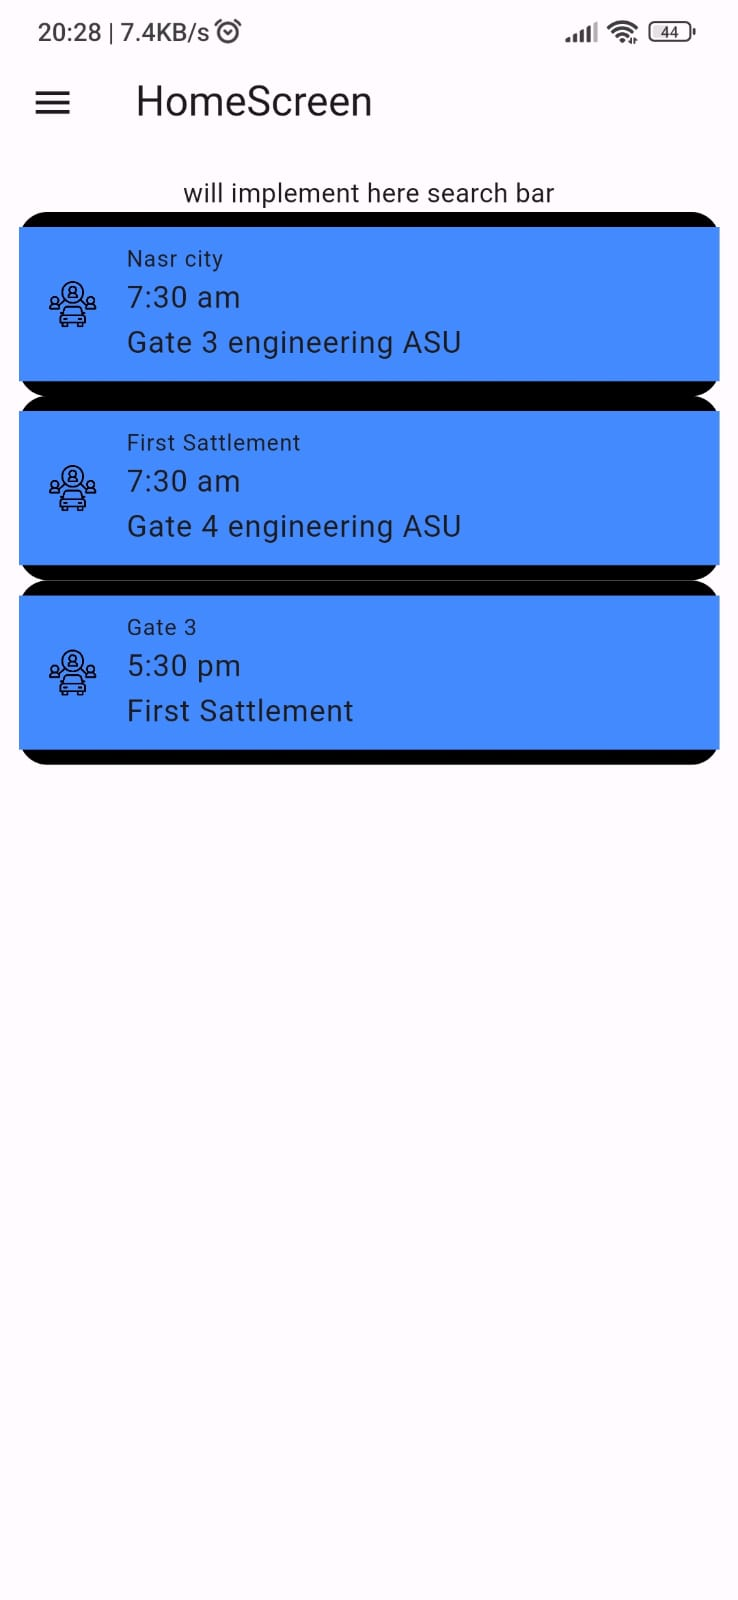 20:28 | 7.4KB/s
44
HomeScreen
will implement here search bar
Nasr city
7:30 am
Gate 3 engineering ASU
First Sattlement
7:30 am
Gate 4 engineering ASU
Gate 3
5:30 pm
First Sattlement